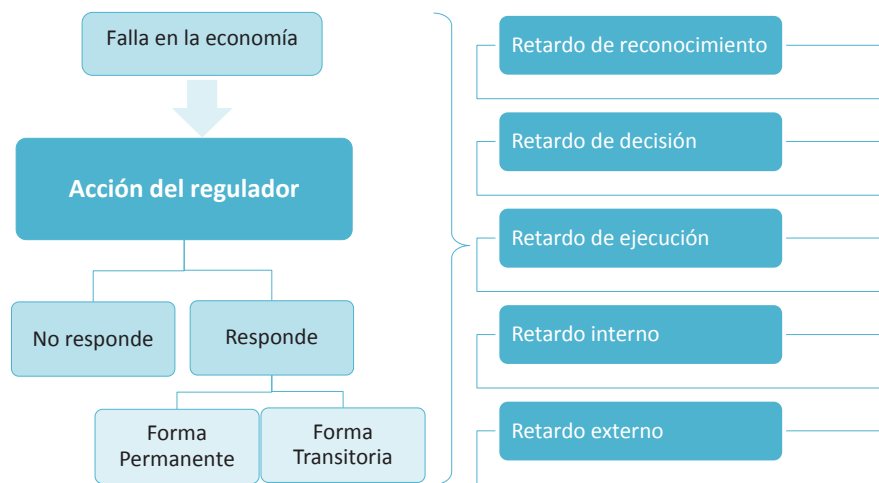 Falla en la economía
Acción del regulador
No responde
Responde
Forma
Permanente
Forma
Transitoria
Retardo de reconocimiento
Retardo de decisión
Retardo de ejecución
Retardo interno
Retardo externo